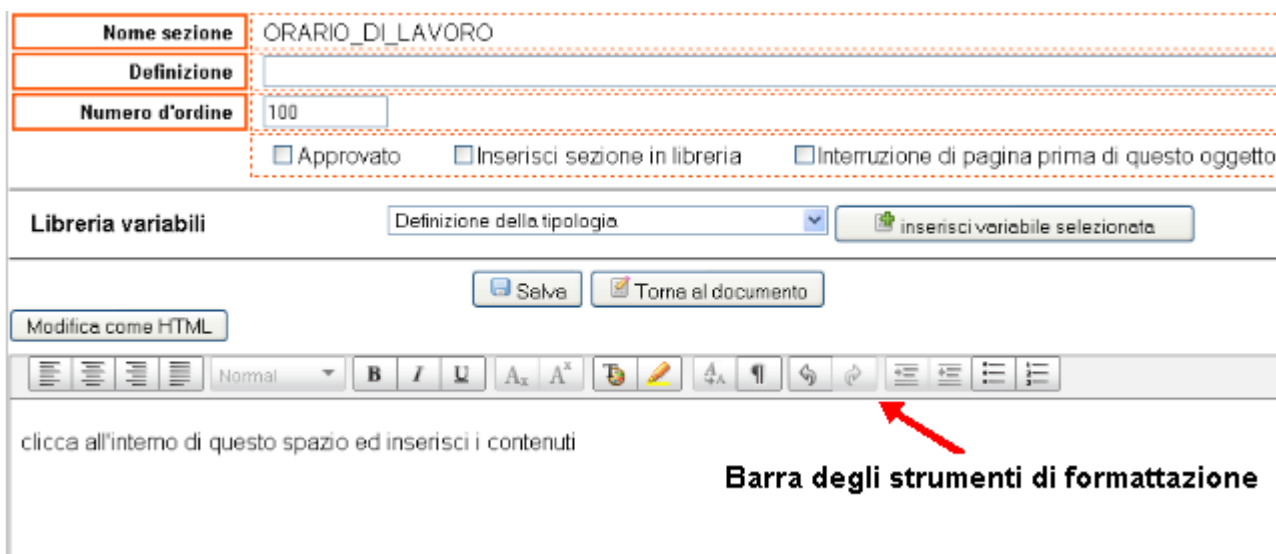 Nome sezione ORARIO_DI_LAVORO
Definizione
Numero d'ordine 100
Approvato Inserisci sezione in libreria Interruzione di pagina prima di questo oggetto
Libreria variabili Definizione della tipologia inserisci variabile selezionata
Salva Torna al documento
Modifica come HTML
Normal B I U
clicca all'interno di questo spazio ed inserisci i contenuti
Barra degli strumenti di formattazione